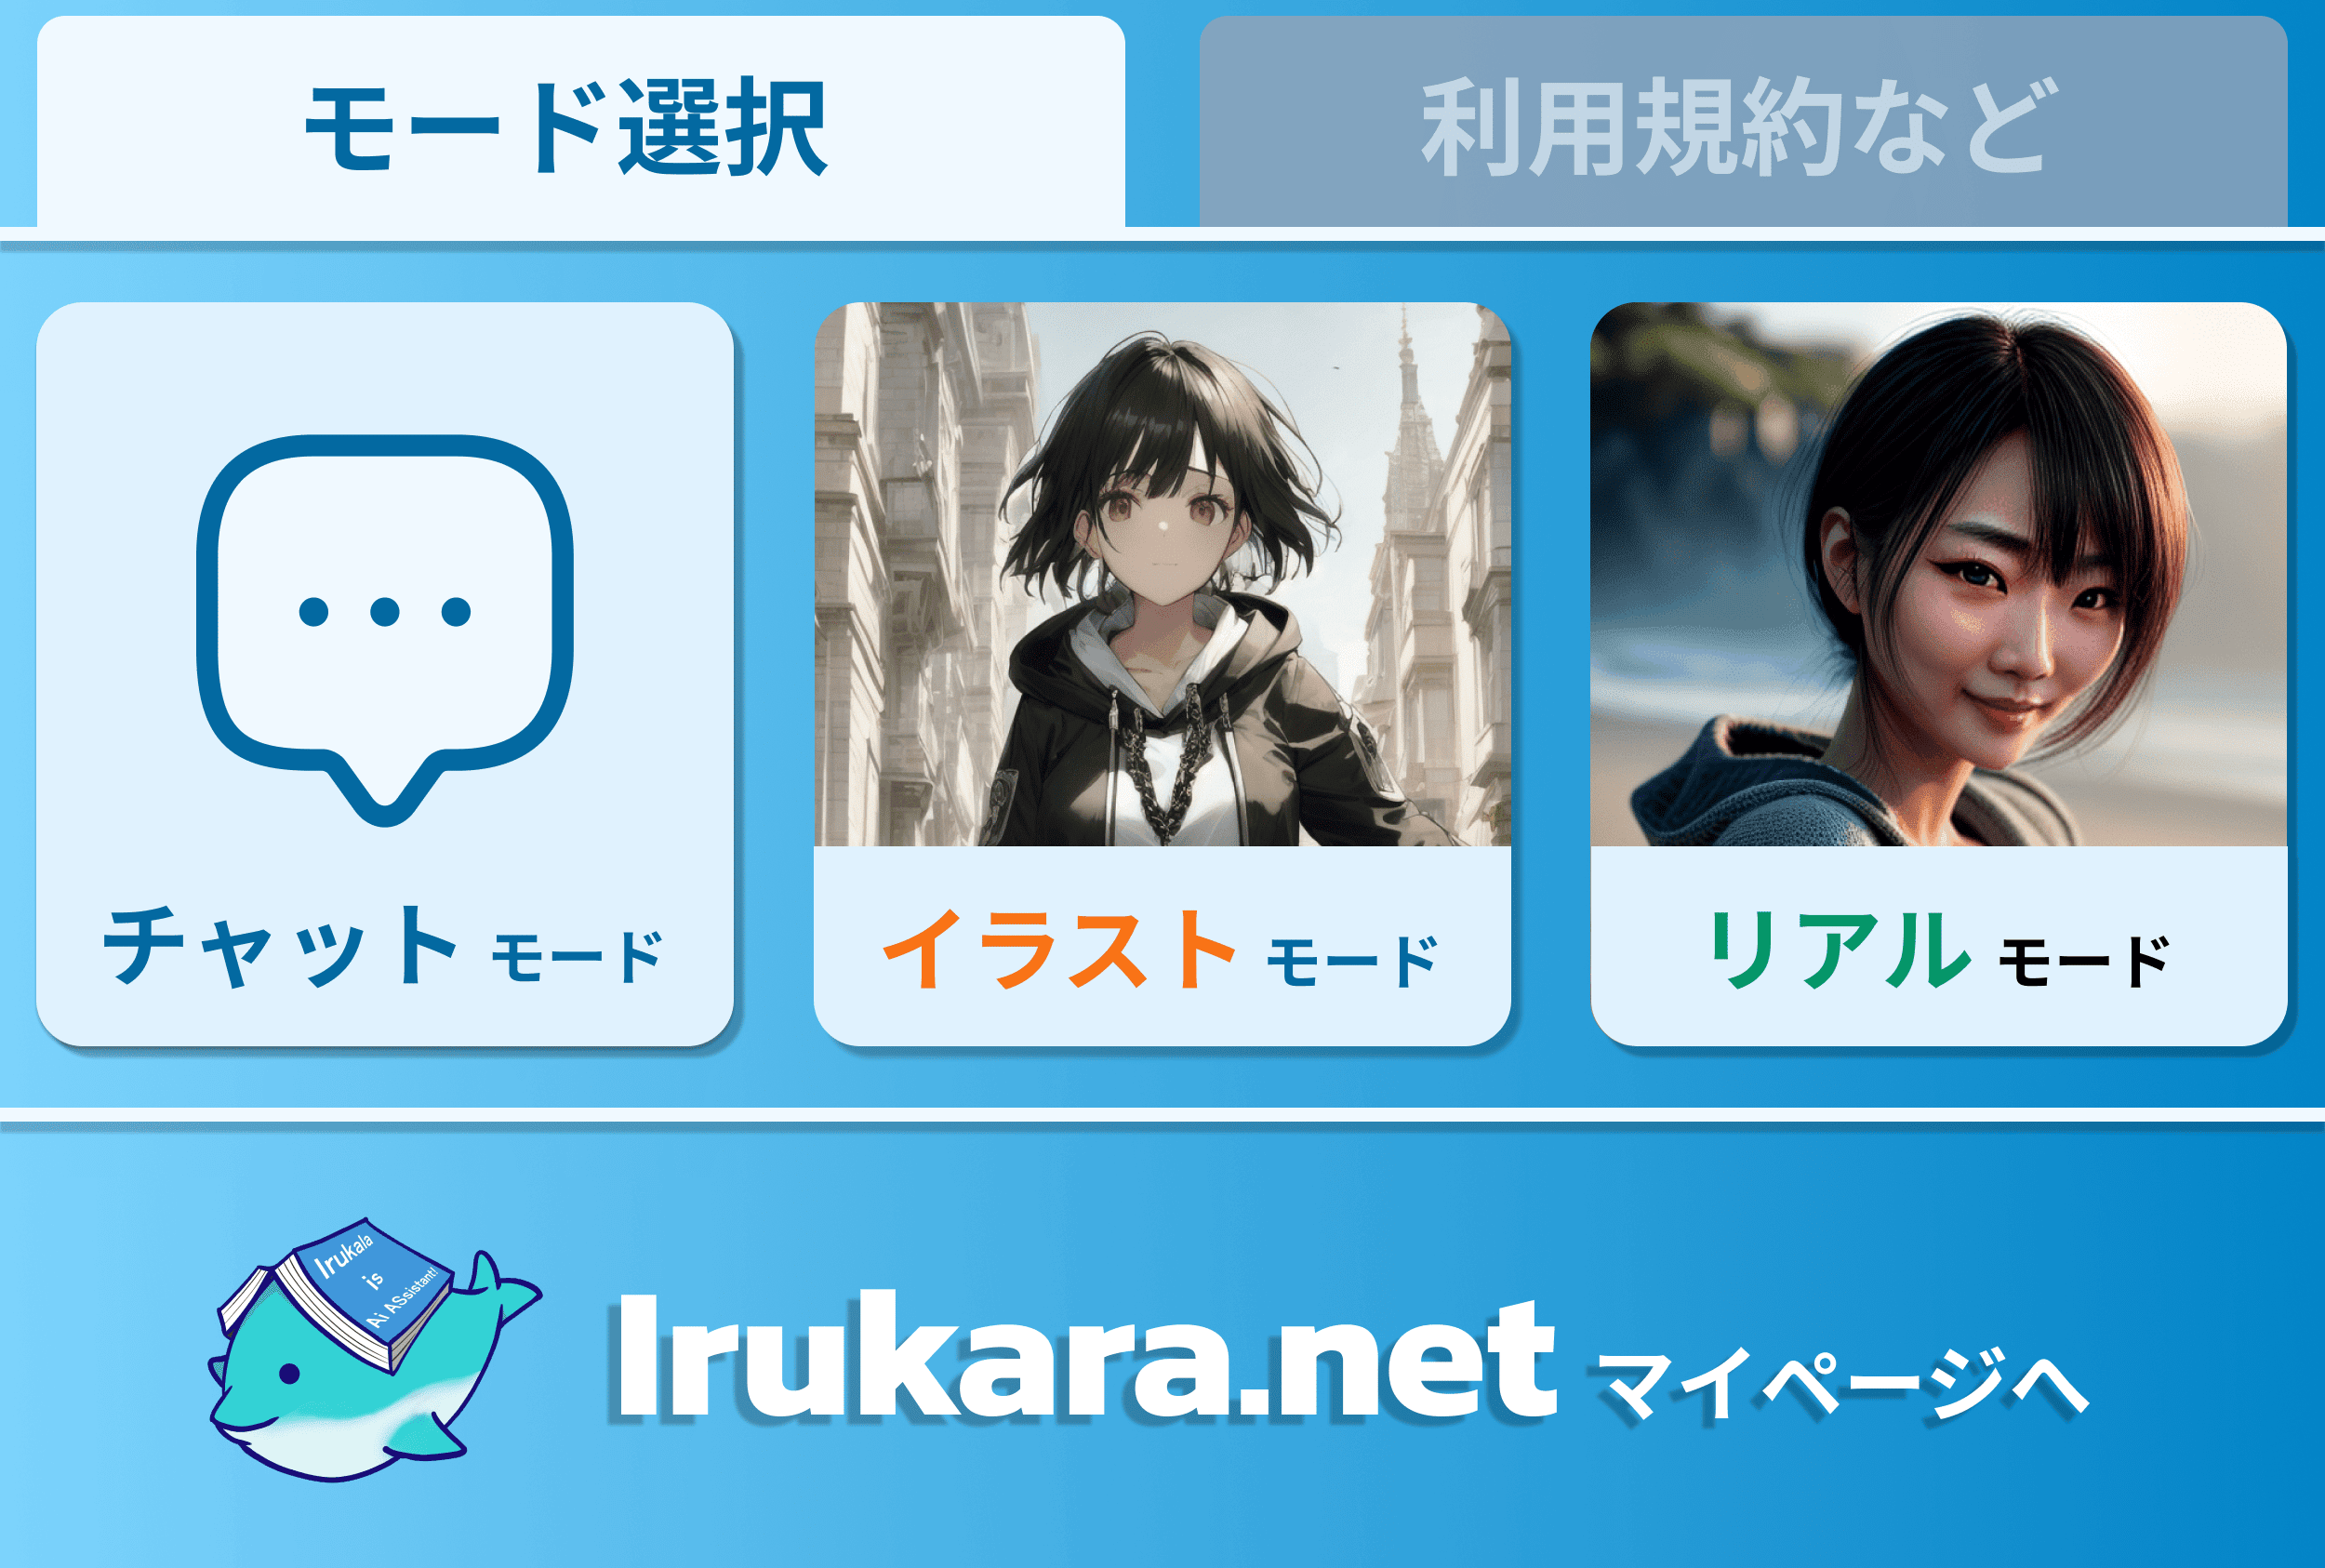 モード選択
利用規約など
チャット モード
イラスト モード
リアル モード
Irukala
is
Ai ASsistant!
Irukara.net マイページへ